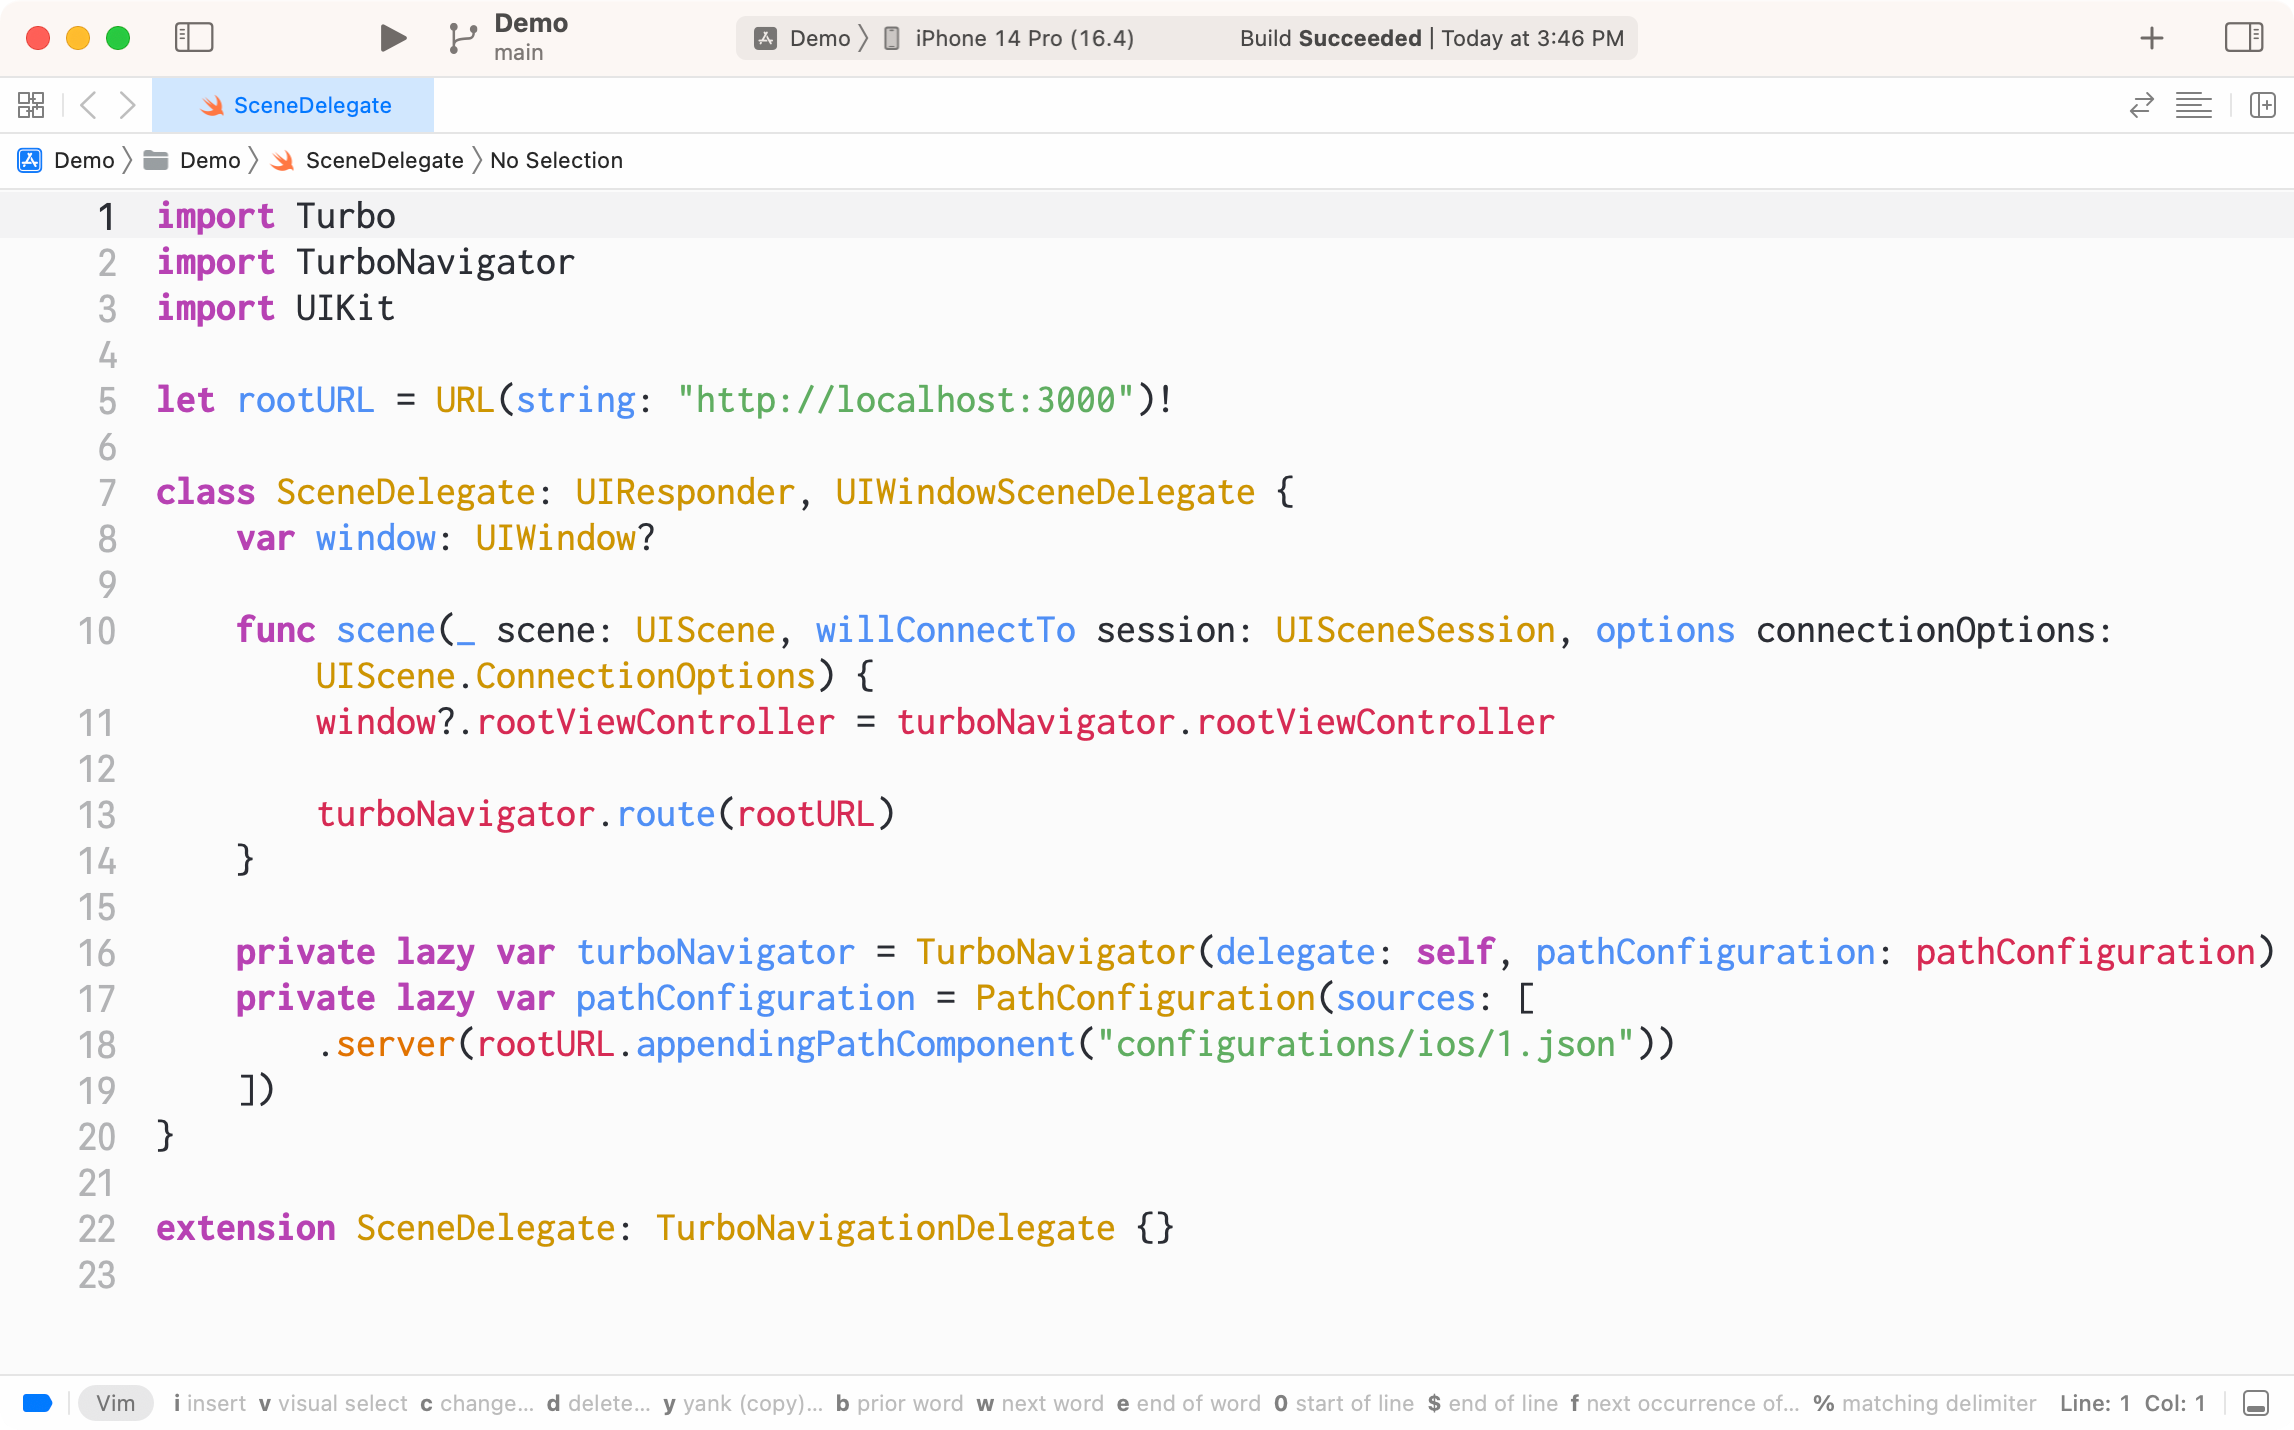 Demo
main
Demo iPhone 14 Pro (16.4) Build Succeeded | Today at 3:46 PM
SceneDelegate
Demo Demo SceneDelegate No Selection
1 import Turbo
2 import TurboNavigator
3 import UIKit
4
5 let rootURL = URL(string: "http://localhost:3000")!
6
7 class SceneDelegate: UIResponder, UIWindowSceneDelegate {
8     var window: UIWindow?
9
10     func scene(_ scene: UIScene, willConnectTo session: UISceneSession, options connectionOptions:
        UIScene.ConnectionOptions) {
11         window?.rootViewController = turboNavigator.rootViewController
12
13         turboNavigator.route(rootURL)
14     }
15
16     private lazy var turboNavigator = TurboNavigator(delegate: self, pathConfiguration: pathConfiguration)
17     private lazy var pathConfiguration = PathConfiguration(sources: [
18         .server(rootURL.appendingPathComponent("configurations/ios/1.json"))
19     ])
20 }
21
22 extension SceneDelegate: TurboNavigationDelegate {}
23
Vim i insert v visual select c change... d delete... y yank (copy)... b prior word w next word e end of word 0 start of line $ end of line f next occurrence of... % matching delimiter Line: 1 Col: 1